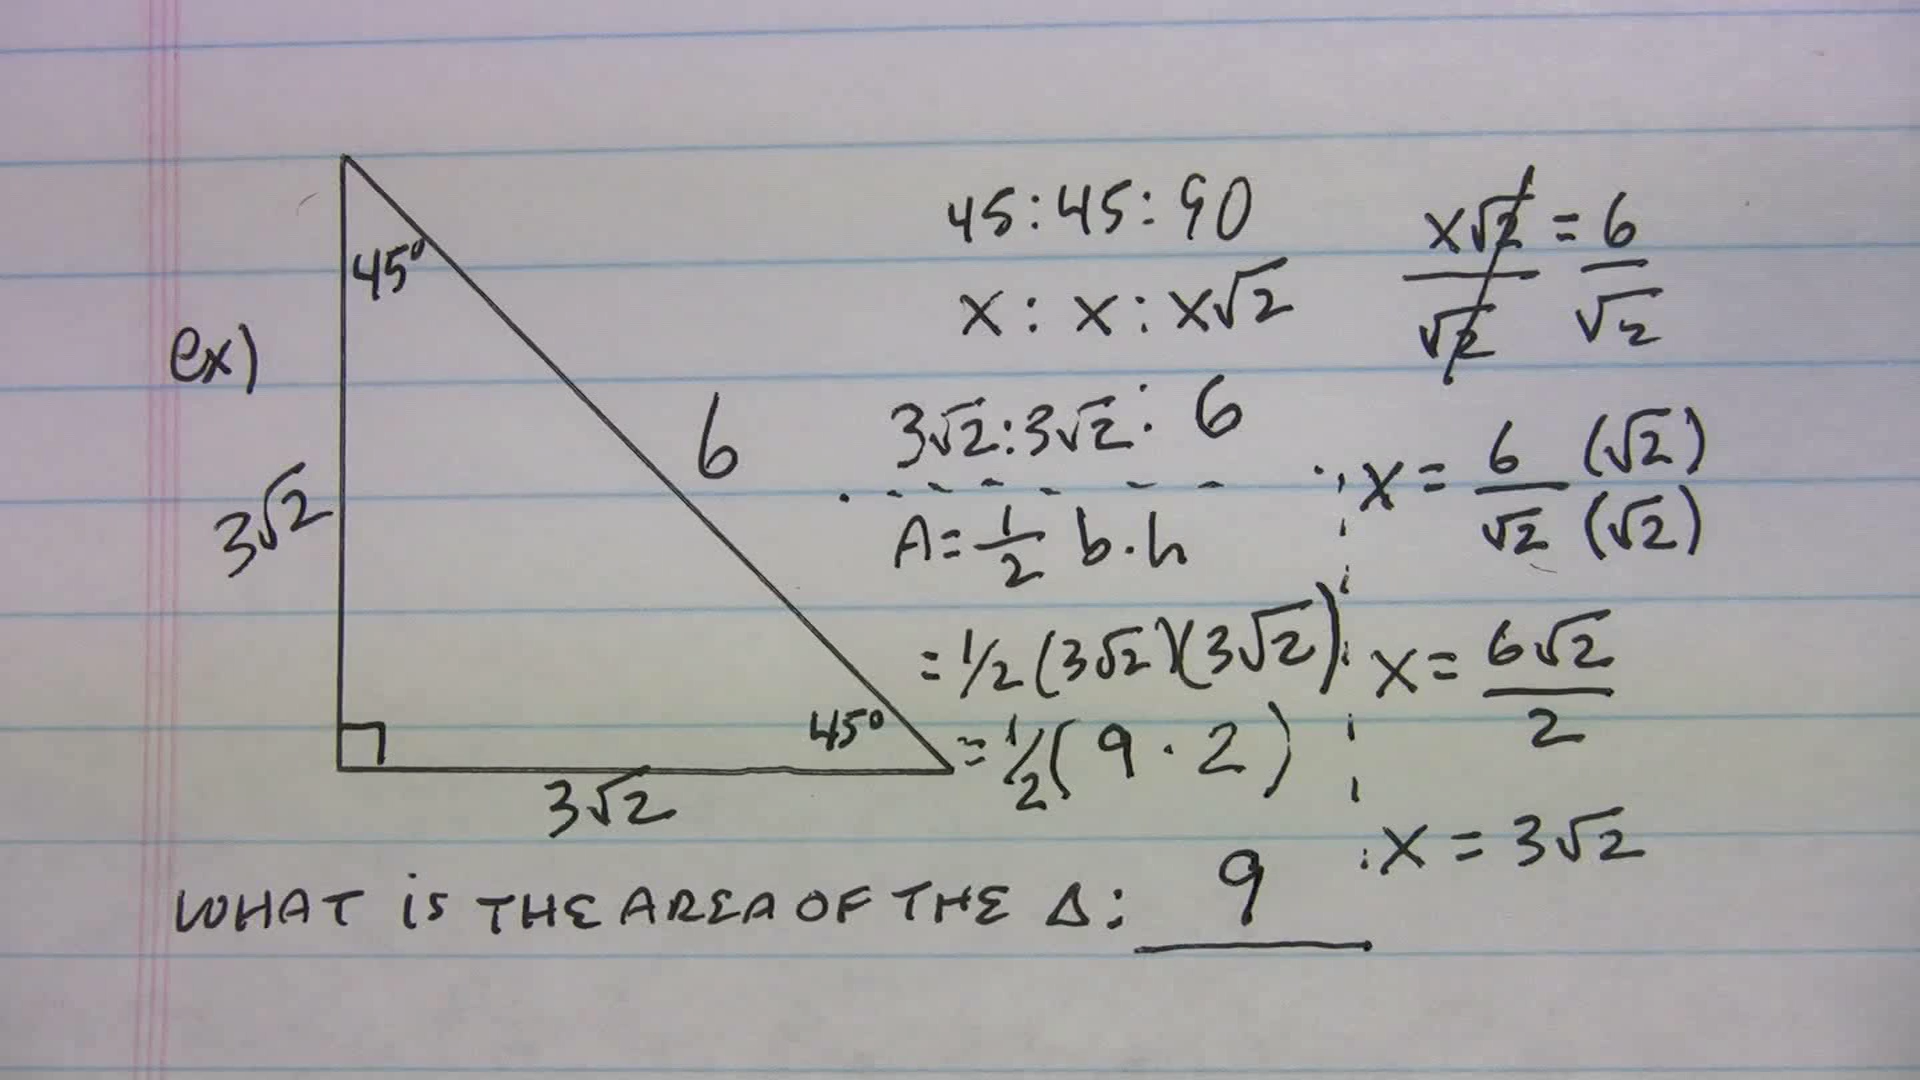 ex)
45°
6
3√2
45°
3√2
45:45:90
x : x : x√2
3√2:3√2: 6
A = 1/2 b·h
= 1/2 (3√2)(3√2)
= 1/2 (9 · 2)
x√2 = 6
√2 √2
x = 6 (√2)
√2 (√2)
x = 6√2
2
x = 3√2
WHAT iS THE AREA OF THE Δ: 9